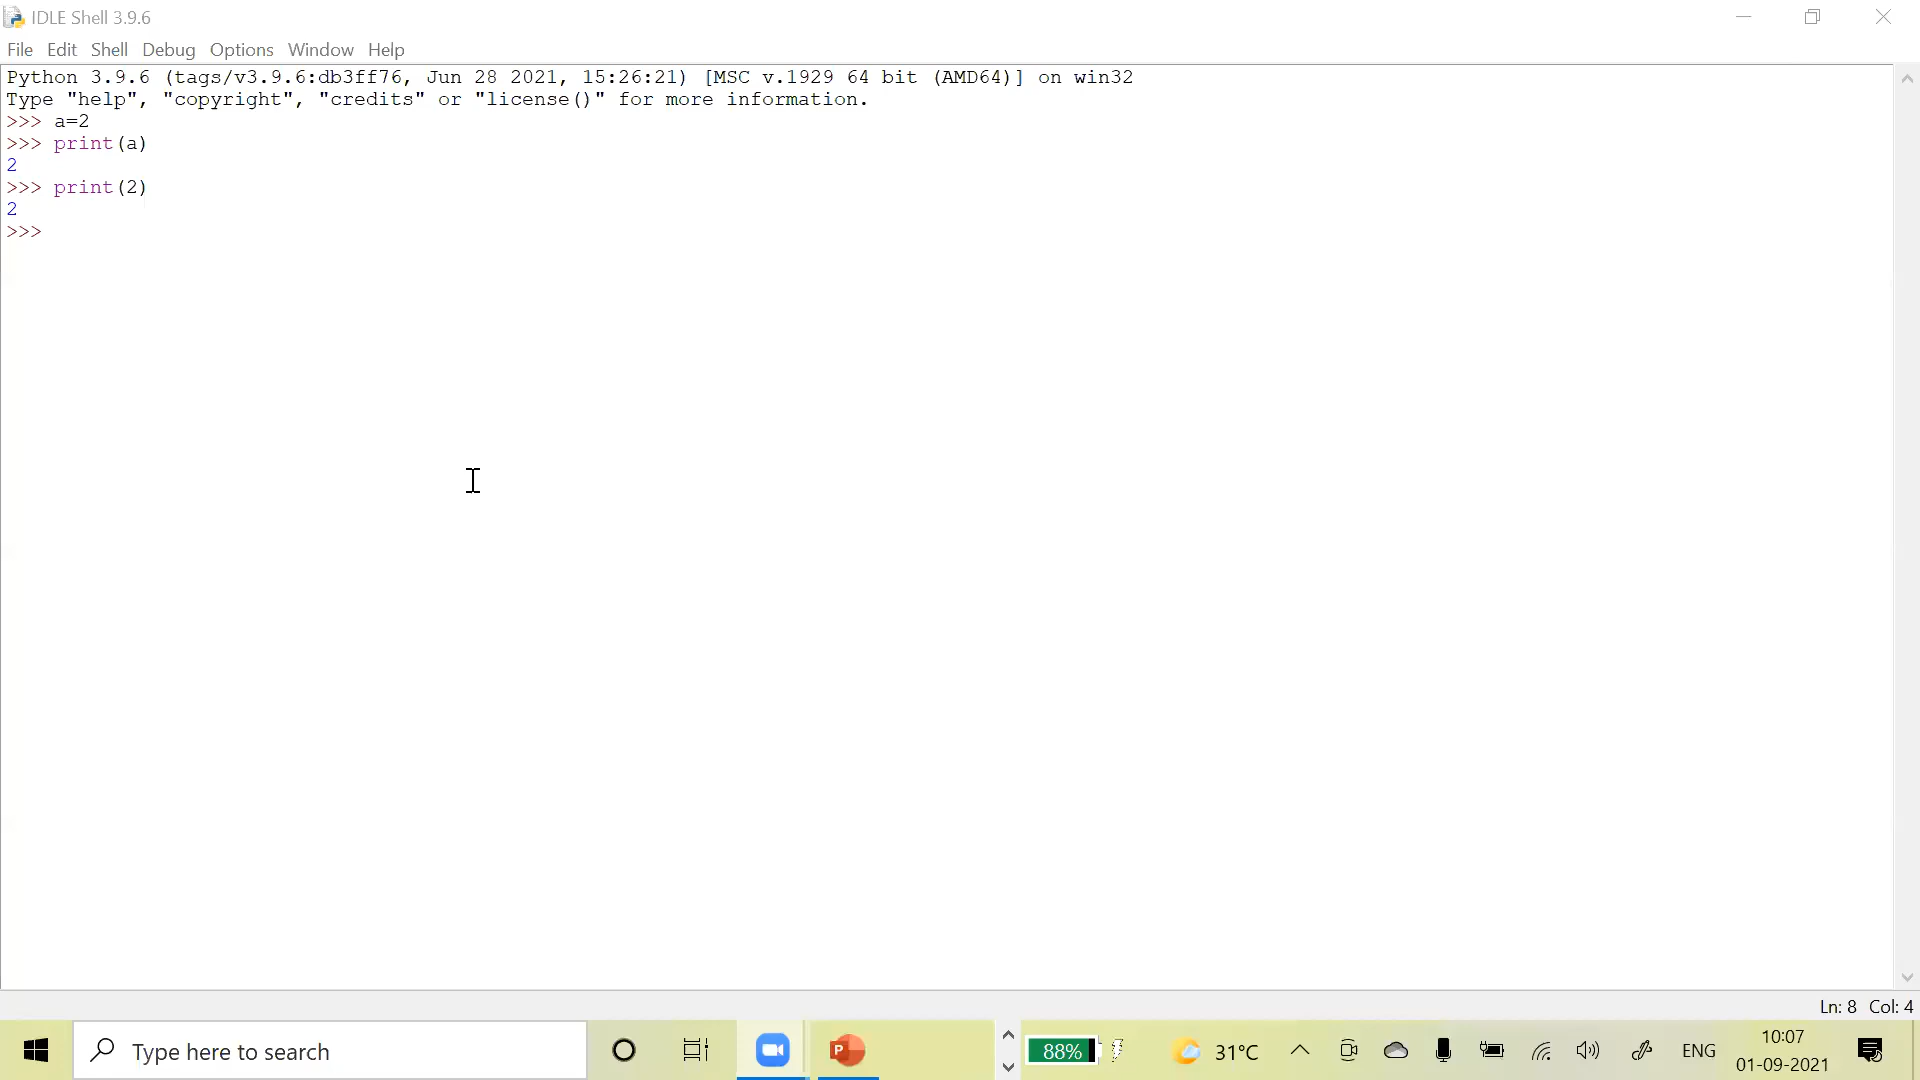 IDLE Shell 3.9.6
File Edit Shell Debug Options Window Help
Python 3.9.6 (tags/v3.9.6:db3ff76, Jun 28 2021, 15:26:21) [MSC v.1929 64 bit (AMD64)] on win32
Type "help", "copyright", "credits" or "license()" for more information.
>>> a=2
>>> print(a)
2
>>> print(2)
2
>>>
Ln: 8 Col: 4
Type here to search
P
88%
31°C
ENG
10:07
01-09-2021